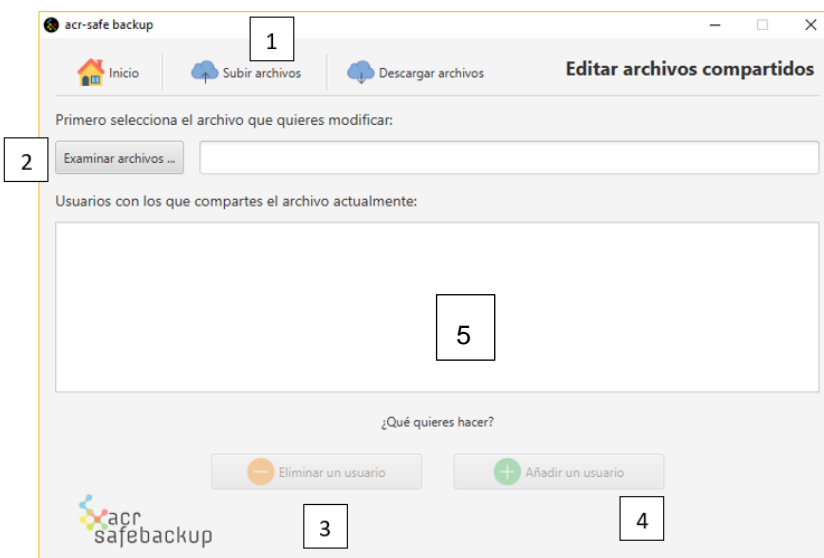 acr-safe backup
1
Inicio Subir archivos Descargar archivos Editar archivos compartidos
Primero selecciona el archivo que quieres modificar:
2 Examinar archivos ...
Usuarios con los que compartes el archivo actualmente:
5
¿Qué quieres hacer?
Eliminar un usuario Añadir un usuario
acr
safebackup
3 4